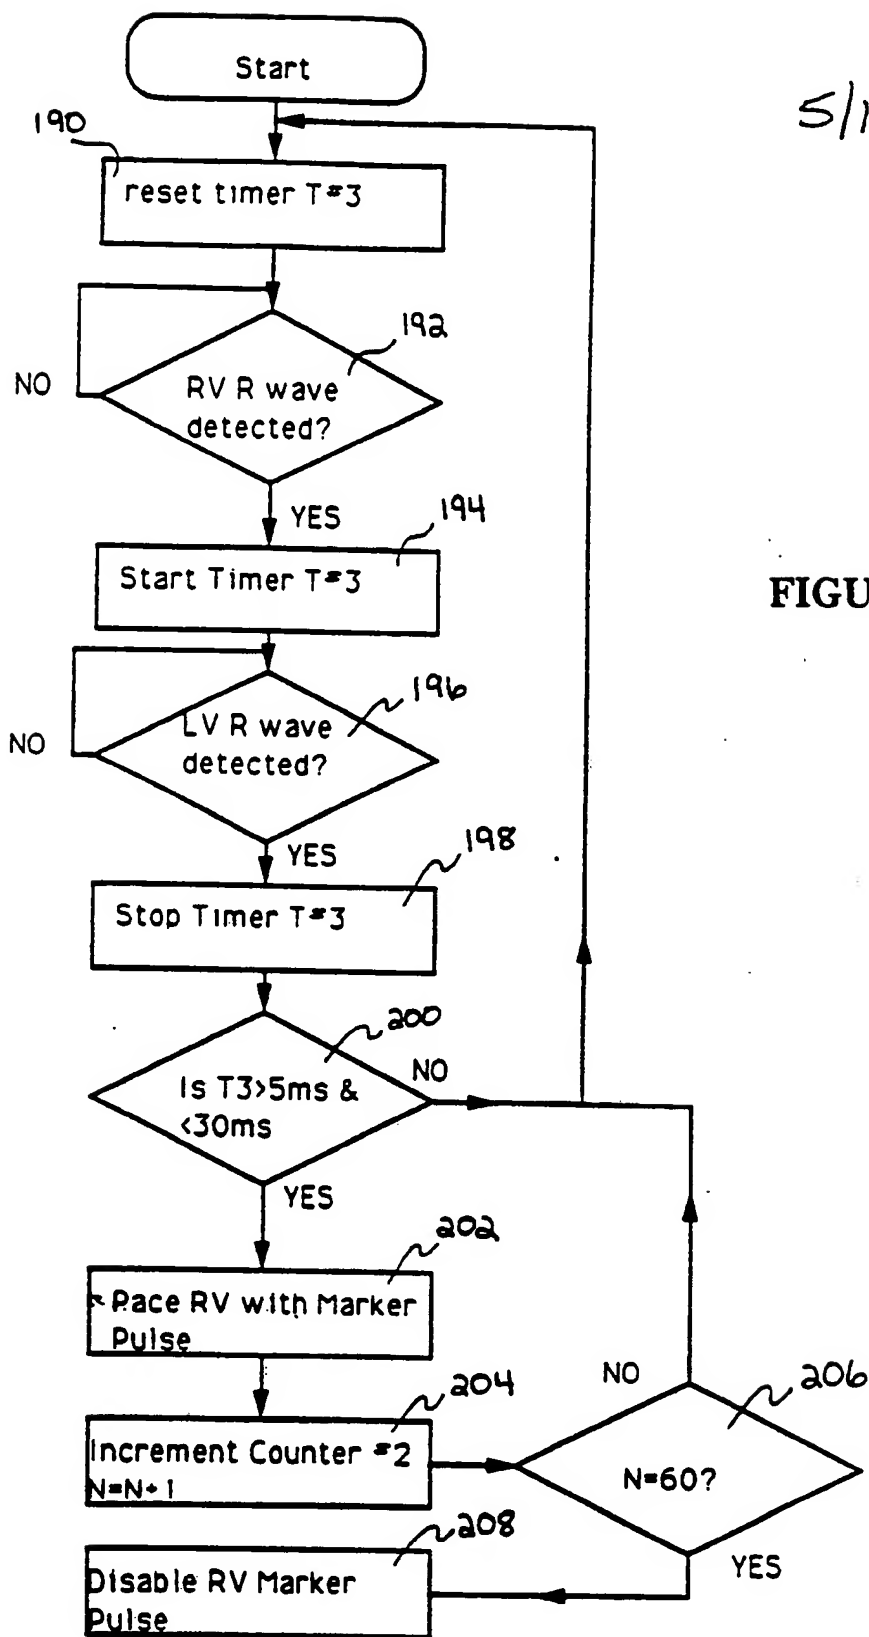 Start
5/1
190
reset timer T#3
192
NO
RV R wave
detected?
YES
194
Start Timer T#3
FIGU
196
NO
LV R wave
detected?
YES
198
Stop Timer T#3
200
NO
Is T3>5ms &
<30ms
YES
202
Pace RV with Marker
Pulse
NO
206
204
Increment Counter #2
N=N+1
N=60?
208
YES
Disable RV Marker
Pulse